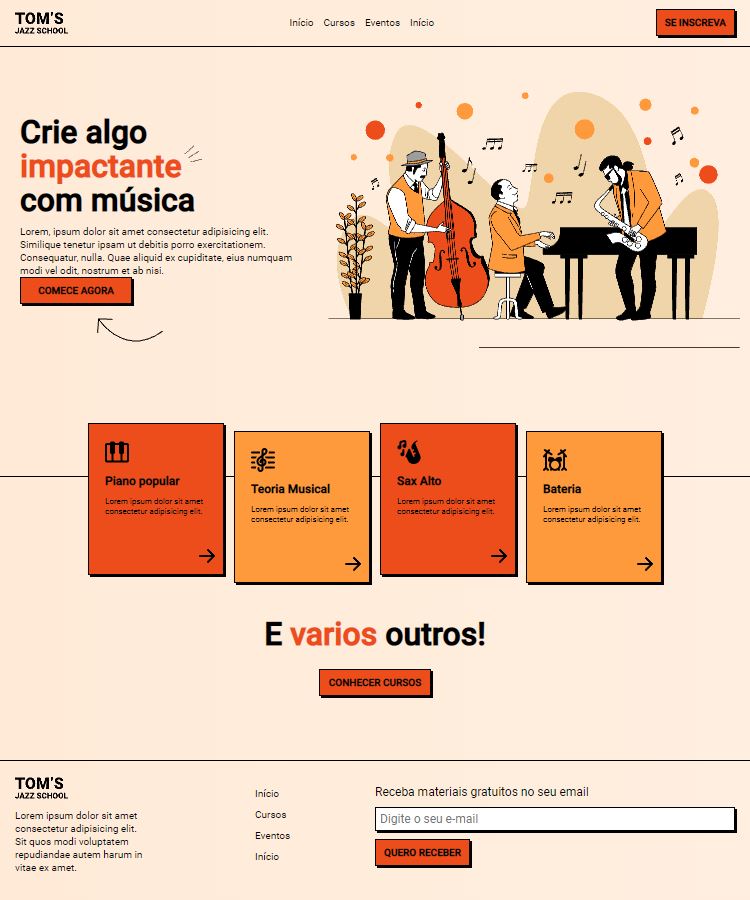 TOM'S
JAZZ SCHOOL
Início Cursos Eventos Início
SE INSCREVA
Crie algo
impactante
com música
Lorem, ipsum dolor sit amet consectetur adipisicing elit.
Similique tenetur ipsam ut debitis porro exercitationem.
Consequatur, nulla. Quae aliquid ex cupiditate, eius numquam
modi vel odit, nostrum et ab nisi.
COMECE AGORA
Piano popular
Lorem ipsum dolor sit amet
consectetur adipisicing elit.
Teoria Musical
Lorem ipsum dolor sit amet
consectetur adipisicing elit.
Sax Alto
Lorem ipsum dolor sit amet
consectetur adipisicing elit.
Bateria
Lorem ipsum dolor sit amet
consectetur adipisicing elit.
E varios outros!
CONHECER CURSOS
TOM'S
JAZZ SCHOOL
Lorem ipsum dolor sit amet
consectetur adipisicing elit.
Sit quos modi voluptatem
repudiandae autem harum in
vitae ex amet.
Início
Cursos
Eventos
Início
Receba materiais gratuitos no seu email
Digite o seu e-mail
QUERO RECEBER